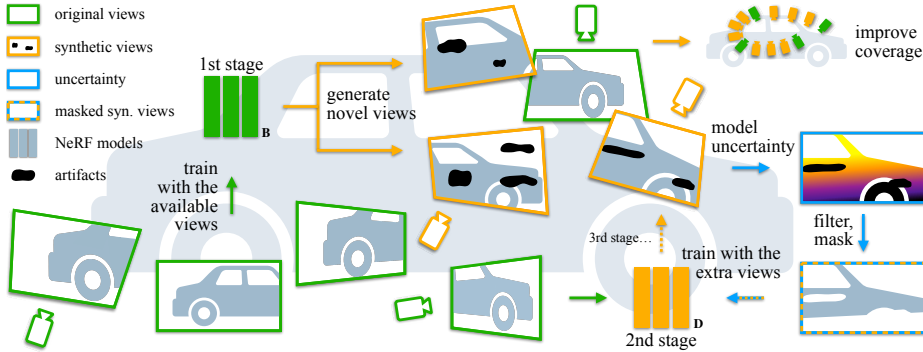 original views
synthetic views
uncertainty
masked syn. views
NeRF models
artifacts
1st stage
B
generate
novel views
train
with the
available
views
improve
coverage
model
uncertainty
filter,
mask
3rd stage...
train with the
extra views
D
2nd stage